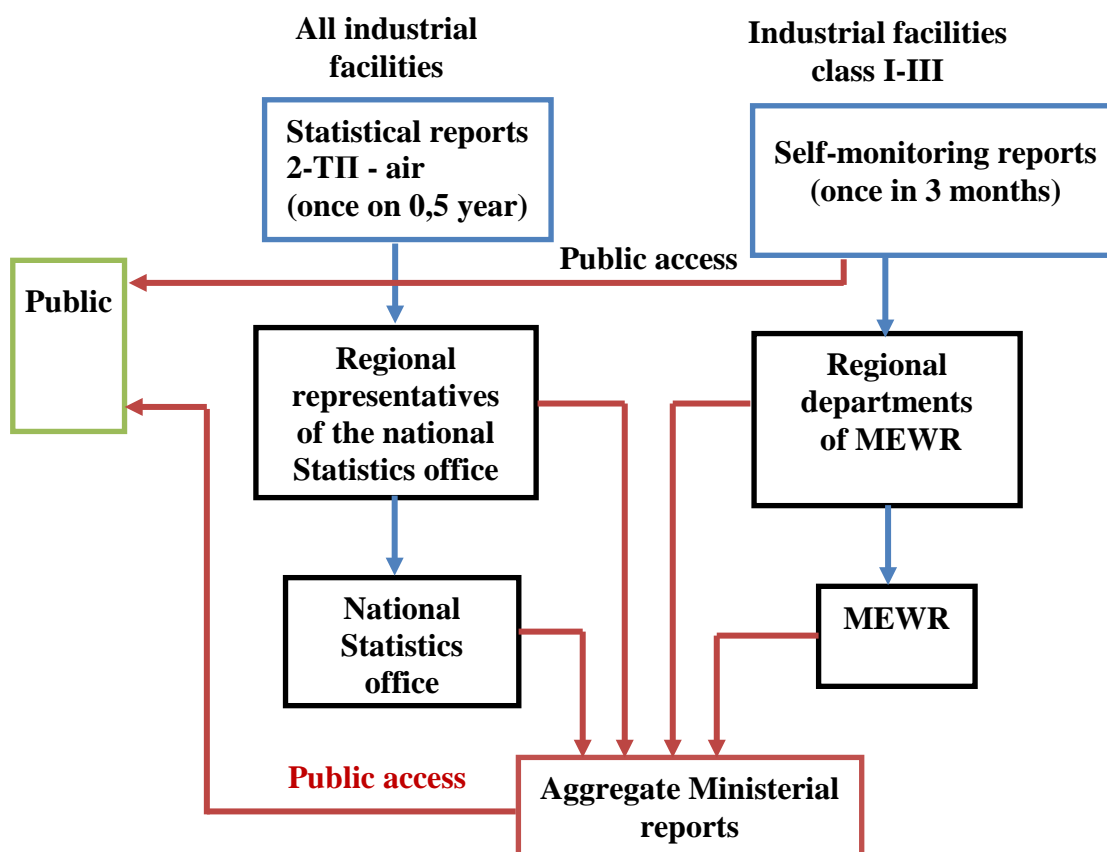 All industrial
facilities
Industrial facilities
class I-III
Statistical reports
2-ТП - air
(once on 0,5 year)
Self-monitoring reports
(once in 3 months)
Public access
Public
Regional
representatives
of the national
Statistics office
Regional
departments
of MEWR
National
Statistics
office
MEWR
Public access
Aggregate Ministerial
reports